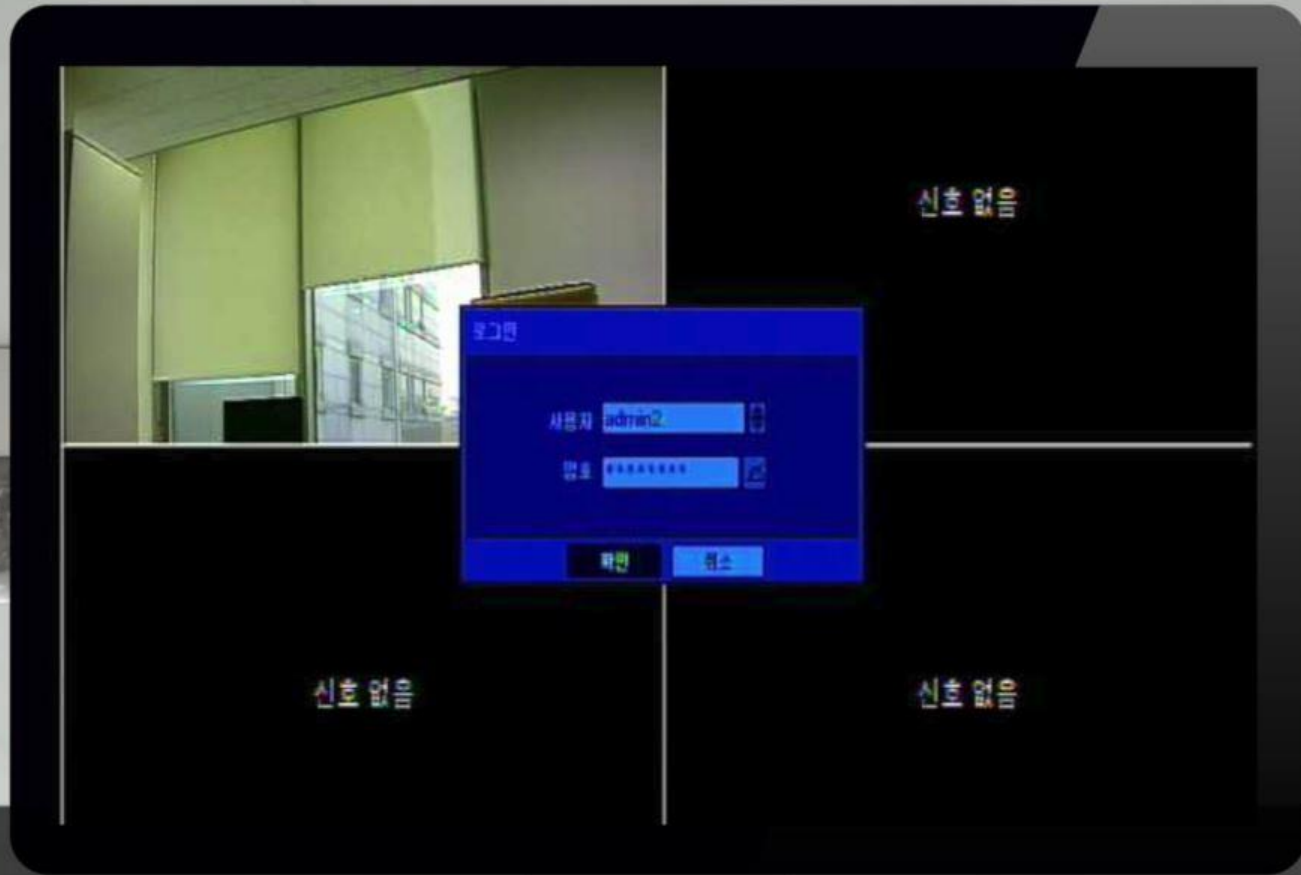 신호 없음
로그인
사용자 admin2
암호 ********
확인 취소
신호 없음
신호 없음